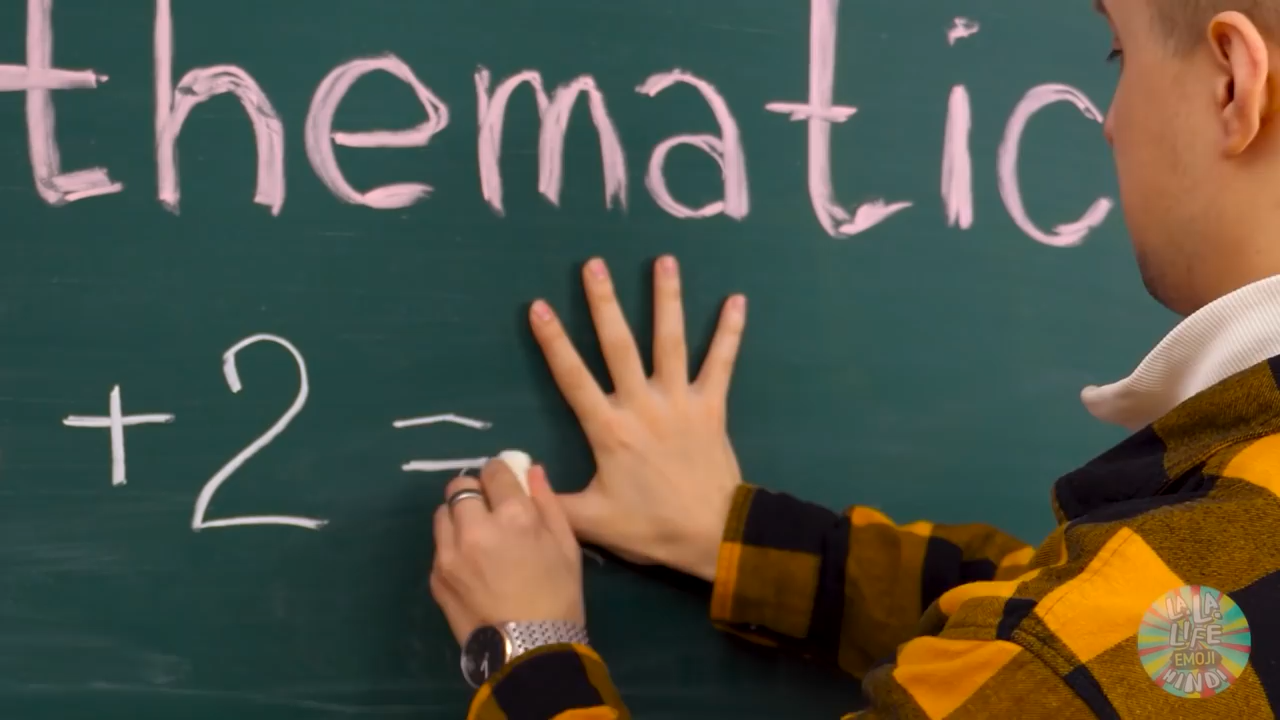 thematic
+2 =
LA LA
LIFE
EMOJI
HINDI